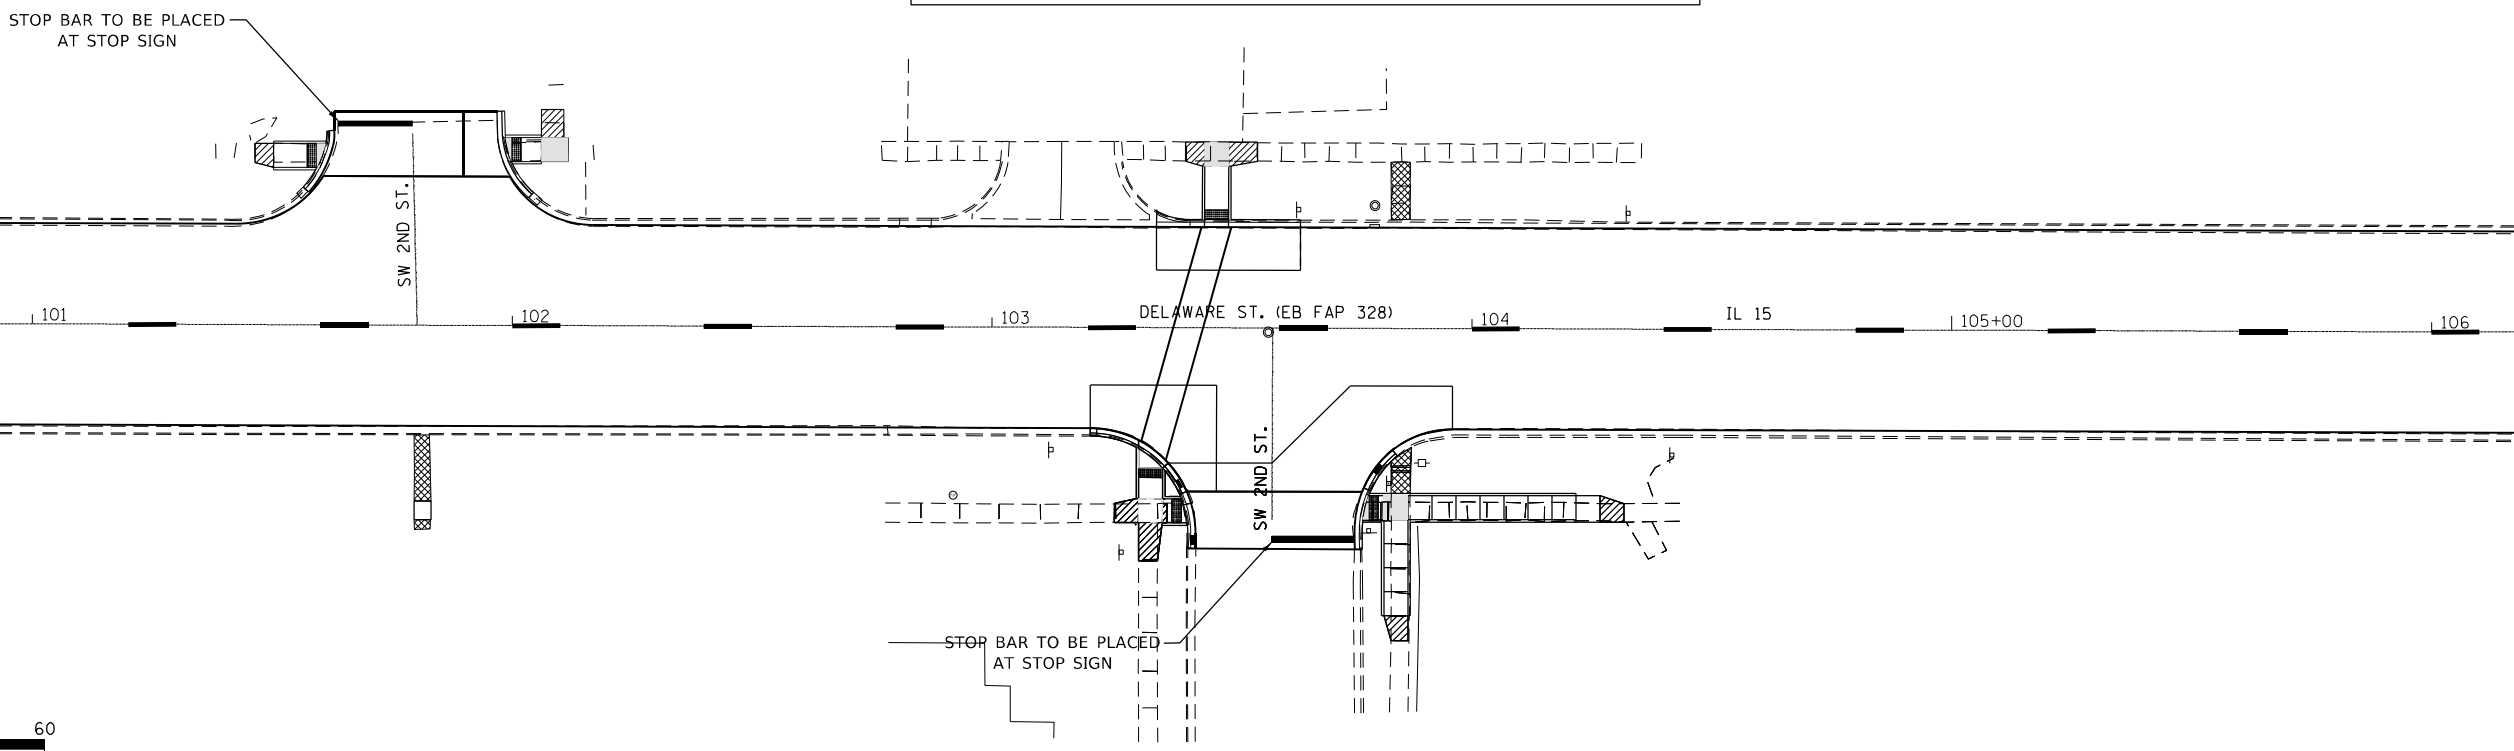 STOP BAR TO BE PLACED
AT STOP SIGN
SW 2ND ST.
101
102
103
DELAWARE ST. (EB FAP 328)
104
IL 15
105+00
106
SW 2ND ST.
STOP BAR TO BE PLACED
AT STOP SIGN
60